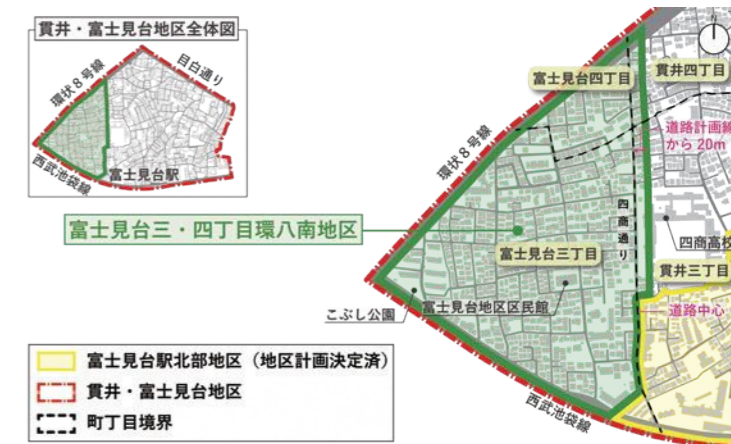 貫井・富士見台地区全体図
環状8号線
目白通り
西武池袋線
富士見台駅
N
富士見台四丁目
貫井四丁目
道路計画線
から20m
環状8号線
四商通り
四商高校
富士見台三・四丁目環八南地区
富士見台三丁目
貫井三丁目
こぶし公園
富士見台地区区民館
道路中心
西武池袋線
富士見台駅北部地区（地区計画決定済）
貫井・富士見台地区
町丁目境界